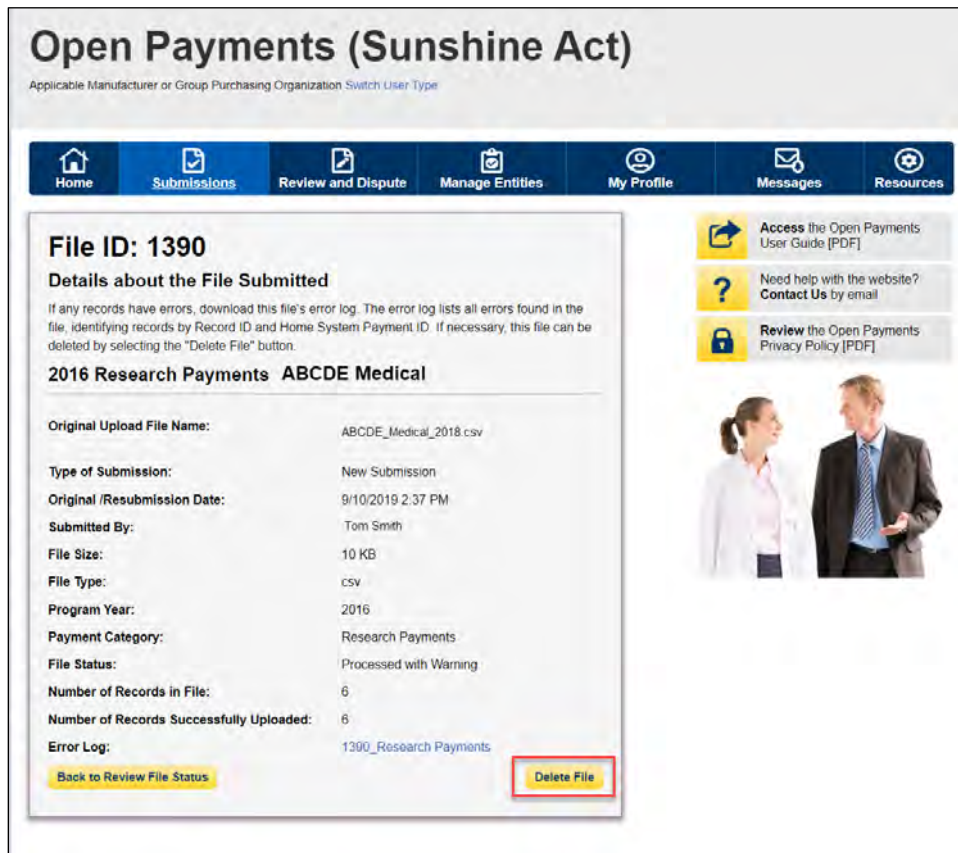 Open Payments (Sunshine Act)
Applicable Manufacturer or Group Purchasing Organization Switch User Type
Home
Submissions
Review and Dispute
Manage Entities
My Profile
Messages
Resources
File ID: 1390
Details about the File Submitted
If any records have errors, download this file's error log. The error log lists all errors found in the
file, identifying records by Record ID and Home System Payment ID. If necessary, this file can be
deleted by selecting the "Delete File" button.
2016 Research Payments ABCDE Medical
Original Upload File Name: ABCDE_Medical_2018.csv
Type of Submission: New Submission
Original /Resubmission Date: 9/10/2019 2:37 PM
Submitted By: Tom Smith
File Size: 10 KB
File Type: csv
Program Year: 2016
Payment Category: Research Payments
File Status: Processed with Warning
Number of Records in File: 6
Number of Records Successfully Uploaded: 6
Error Log: 1390_Research Payments
Back to Review File Status
Delete File
Access the Open Payments
User Guide [PDF]
?
Need help with the website?
Contact Us by email
Review the Open Payments
Privacy Policy [PDF]